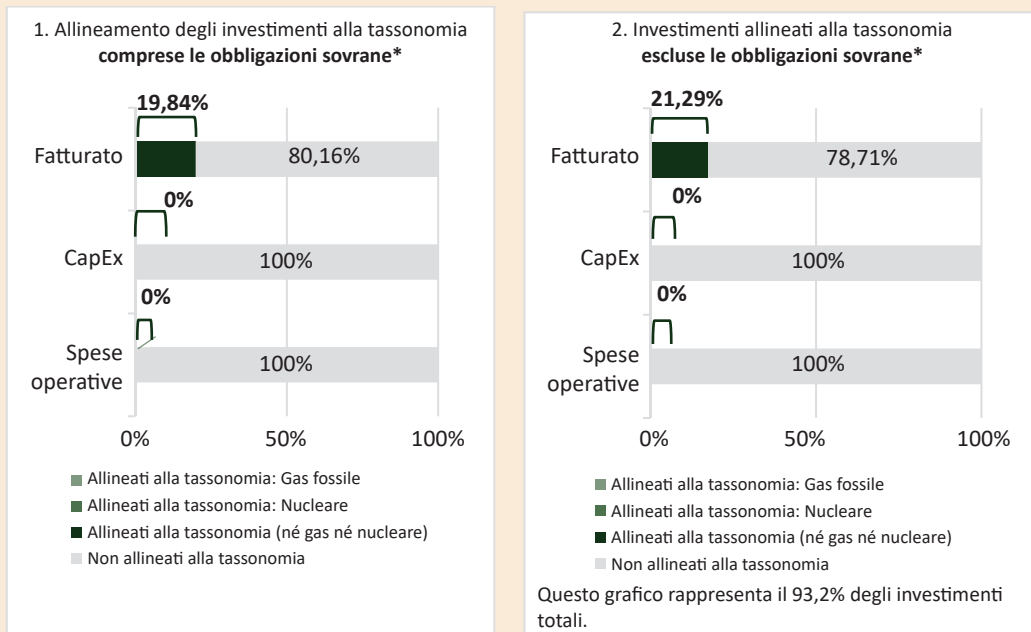 1. Allineamento degli investimenti alla tassonomia
comprese le obbligazioni sovrane*
19,84%
Fatturato
80,16%
0%
CapEx
100%
0%
Spese
operative
100%
0%
50%
100%
Allineati alla tassonomia: Gas fossile
Allineati alla tassonomia: Nucleare
Allineati alla tassonomia (né gas né nucleare)
Non allineati alla tassonomia
2. Investimenti allineati alla tassonomia
escluse le obbligazioni sovrane*
21,29%
Fatturato
78,71%
0%
CapEx
100%
0%
Spese
operative
100%
0%
50%
100%
Allineati alla tassonomia: Gas fossile
Allineati alla tassonomia: Nucleare
Allineati alla tassonomia (né gas né nucleare)
Non allineati alla tassonomia
Questo grafico rappresenta il 93,2% degli investimenti
totali.